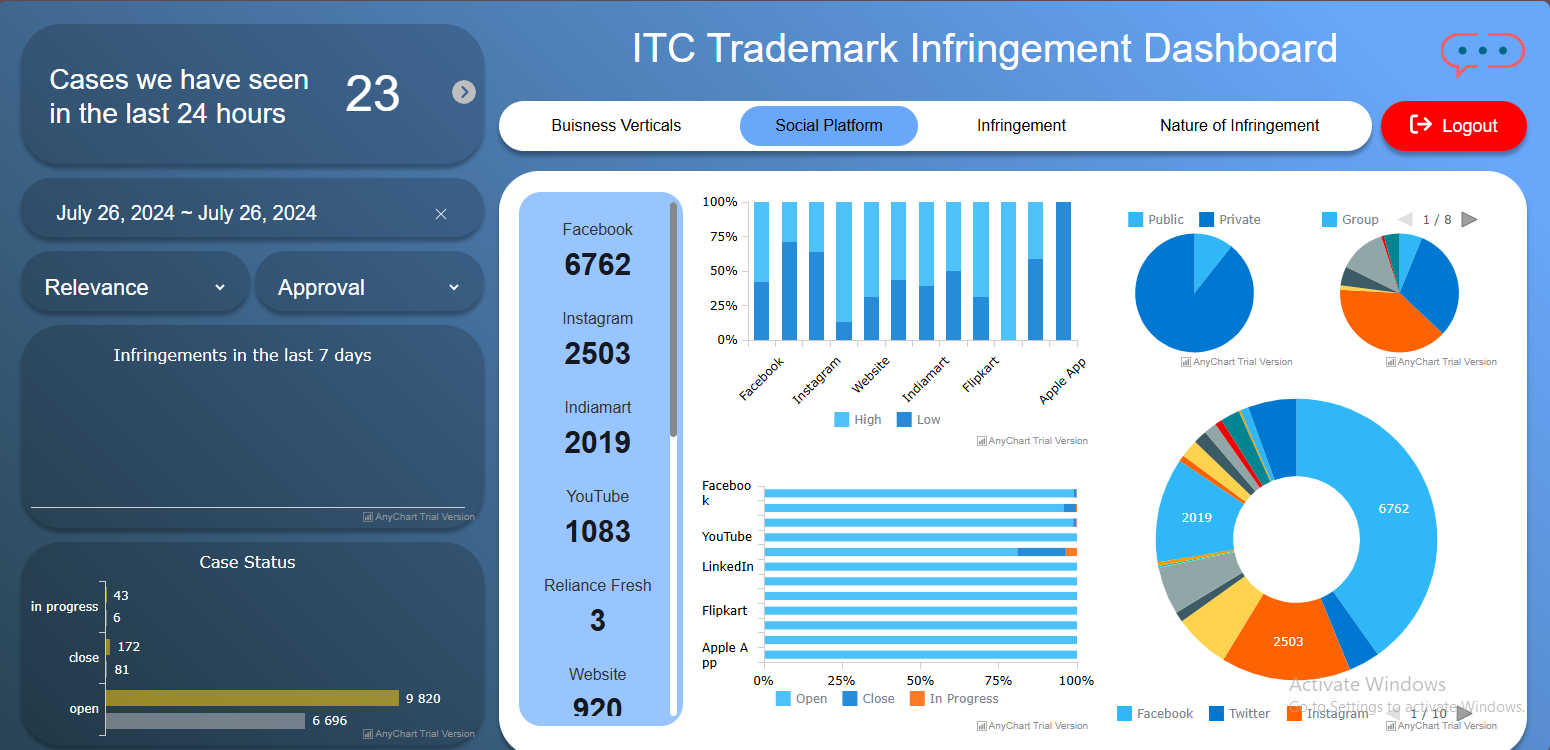 Cases we have seen
in the last 24 hours
23
July 26, 2024 ~ July 26, 2024
Relevance
Approval
Infringements in the last 7 days
AnyChart Trial Version
Case Status
in progress
43
6
close
172
81
open
9 820
6 696
AnyChart Trial Version
ITC Trademark Infringement Dashboard
Buisness Verticals
Social Platform
Infringement
Nature of Infringement
Logout
Facebook
6762
Instagram
2503
Indiamart
2019
YouTube
1083
Reliance Fresh
3
Website
920
100%
75%
50%
25%
0%
Facebook
Instagram
Website
Indiamart
Flipkart
Apple App
High
Low
AnyChart Trial Version
Public
Private
AnyChart Trial Version
Group
1 / 8
AnyChart Trial Version
Faceboo
k
YouTube
LinkedIn
Flipkart
Apple A
pp
0%
25%
50%
75%
100%
Open
Close
In Progress
AnyChart Trial Version
6762
2019
2503
Facebook
Twitter
Instagram
1 / 10
AnyChart Trial Version
Activate Windows
Go to Settings to activate Windows.